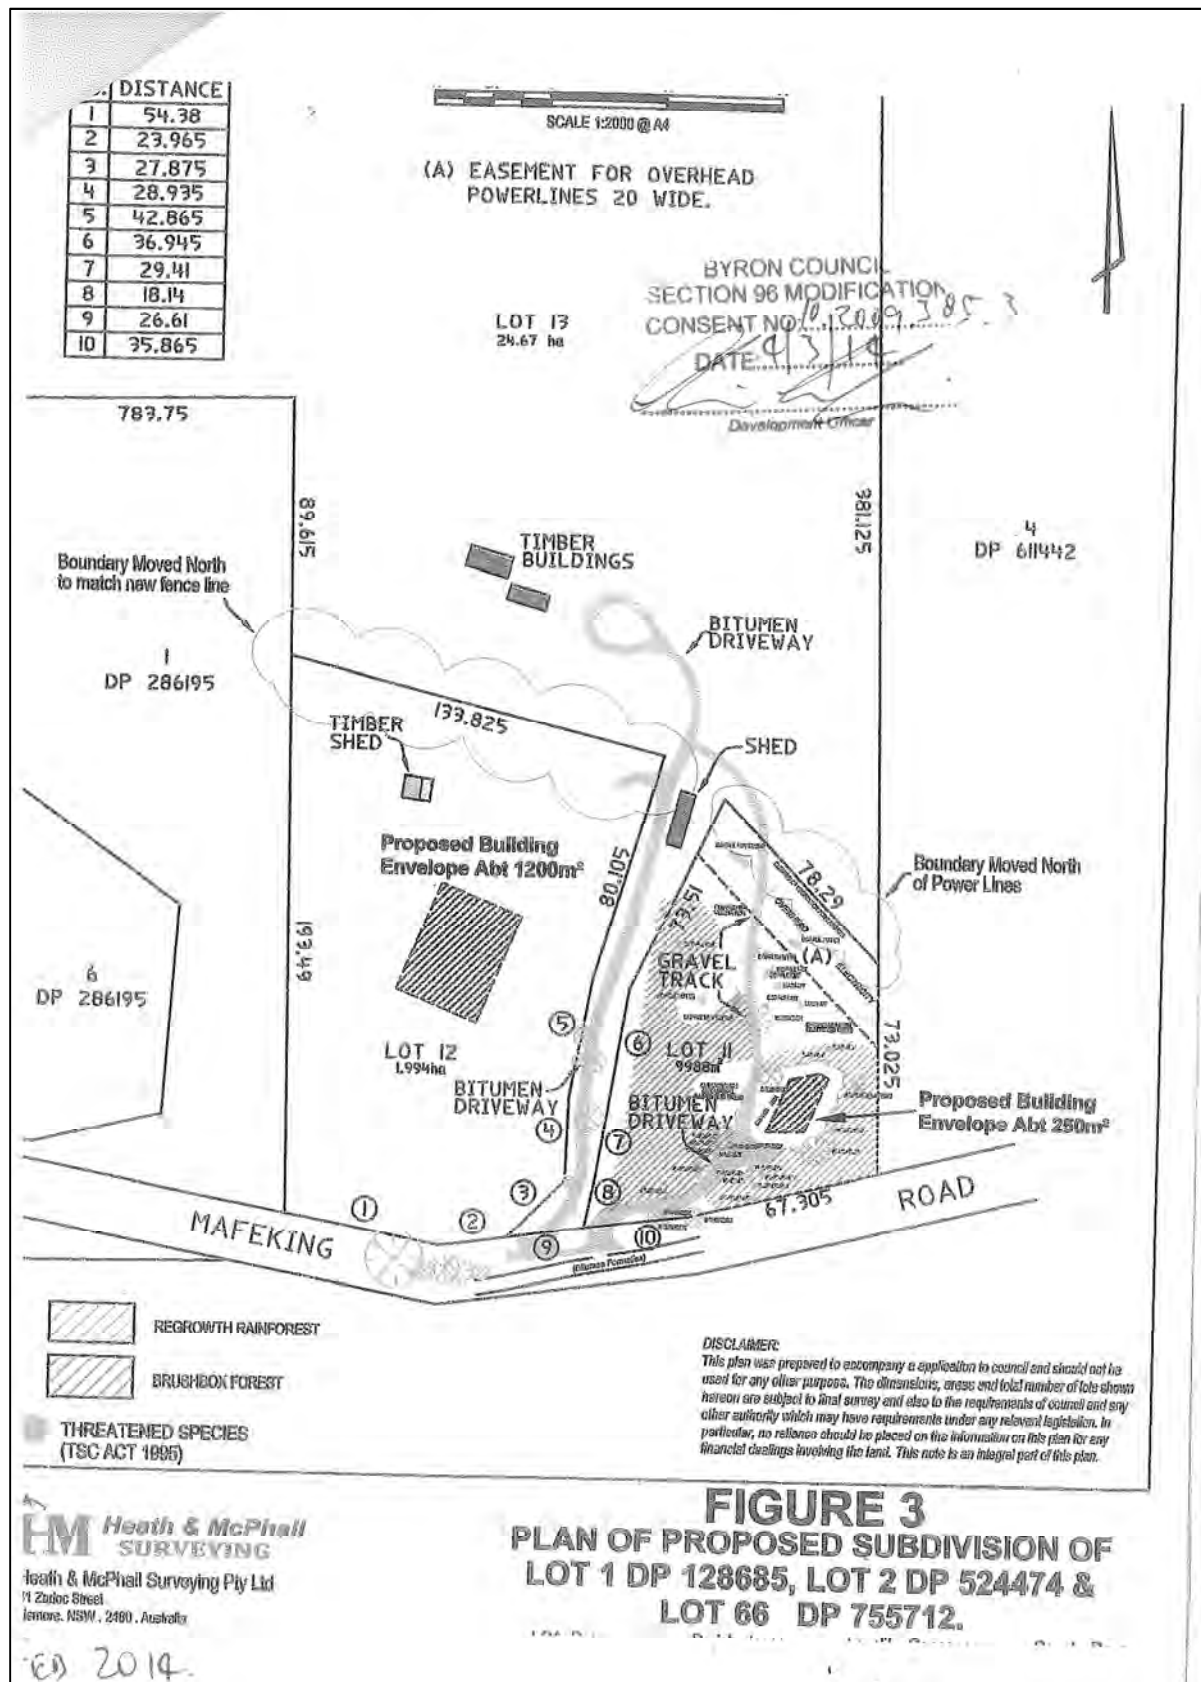 DISTANCE
1 54.38
2 23.965
3 27.875
4 28.935
5 42.865
6 36.945
7 29.41
8 18.14
9 26.61
10 35.865
SCALE 1:2000 @ A4
(A) EASEMENT FOR OVERHEAD
POWERLINES 20 WIDE.
BYRON COUNCIL
SECTION 96 MODIFICATION
CONSENT NO: 10.2009.385.3
DATE
Development Officer
LOT 13
24.67 ha
783.75
89.615
381.125
4
DP 611442
TIMBER
BUILDINGS
Boundary Moved North
to match new fence line
BITUMEN
DRIVEWAY
1
DP 286195
133.825
TIMBER
SHED
SHED
Proposed Building
Envelope Abt 1200m²
80.105
73.51
78.29
Boundary Moved North
of Power Lines
193.49
GRAVEL
TRACK
(A)
ELECTRICITY
6
DP 286195
5
6
LOT 12
1.994ha
LOT 11
9988m²
73.025
BITUMEN
DRIVEWAY
BITUMEN
DRIVEWAY
Proposed Building
Envelope Abt 250m²
4
7
3
8
1
2
9
10
67.305
MAFEKING
ROAD
(Bitumen Formation)
REGROWTH RAINFOREST
BRUSHBOX FOREST
THREATENED SPECIES
(TSC ACT 1995)
DISCLAIMER:
This plan was prepared to accompany a application to council and should not be
used for any other purpose. The dimensions, areas and total number of lots shown
hereon are subject to final survey and also to the requirements of council and any
other authority which may have requirements under any relevant legislation. In
particular, no reliance should be placed on the information on this plan for any
financial dealings involving the land. This note is an integral part of this plan.
HM Heath & McPhail
SURVEYING
Heath & McPhail Surveying Pty Ltd
Street
NSW, 2480, Australia
FIGURE 3
PLAN OF PROPOSED SUBDIVISION OF
LOT 1 DP 128685, LOT 2 DP 524474 &
LOT 66 DP 755712.
2014.